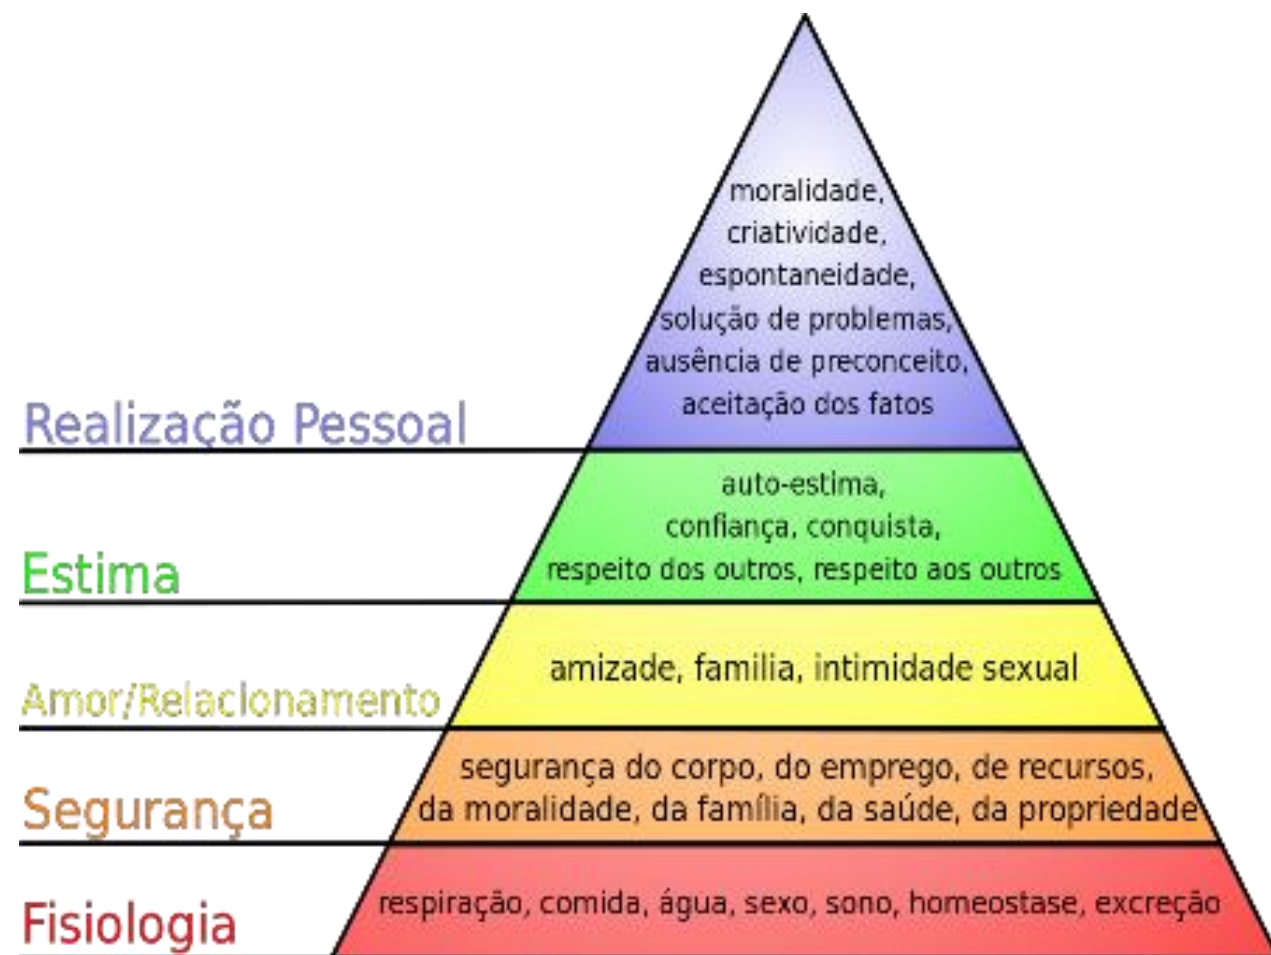 moralidade,
criatividade,
espontaneidade,
solução de problemas,
ausência de preconceito,
aceitação dos fatos
Realização Pessoal
auto-estima,
confiança, conquista,
respeito dos outros, respeito aos outros
Estima
amizade, familia, intimidade sexual
Amor/Relacionamento
segurança do corpo, do emprego, de recursos,
da moralidade, da família, da saúde, da propriedade
Segurança
respiração, comida, água, sexo, sono, homeostase, excreção
Fisiologia